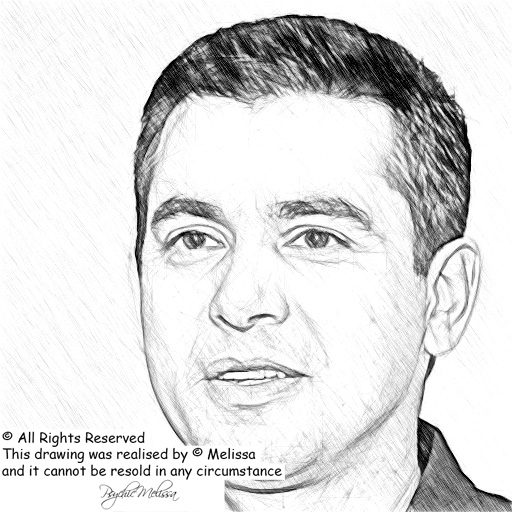 © All Rights Reserved
This drawing was realised by © Melissa
and it cannot be resold in any circumstance
Psychic Melissa